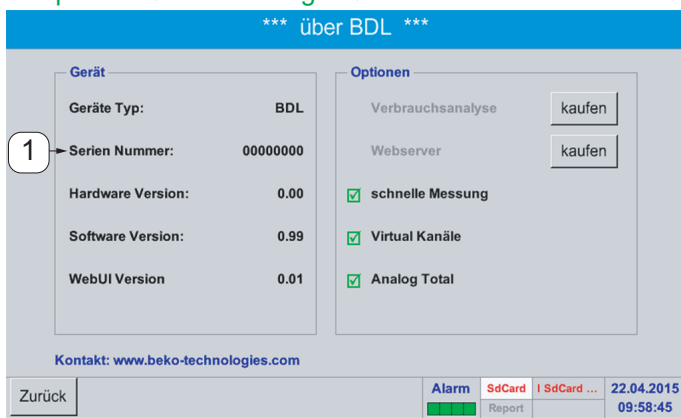 *** über BDL ***
Gerät
Geräte Typ: BDL
1 Serien Nummer: 00000000
Hardware Version: 0.00
Software Version: 0.99
WebUI Version 0.01
Optionen
Verbrauchsanalyse kaufen
Webserver kaufen
schnelle Messung
Virtual Kanäle
Analog Total
Kontakt: www.beko-technologies.com
Zurück
Alarm
SdCard I SdCard ...
Report
22.04.2015
09:58:45